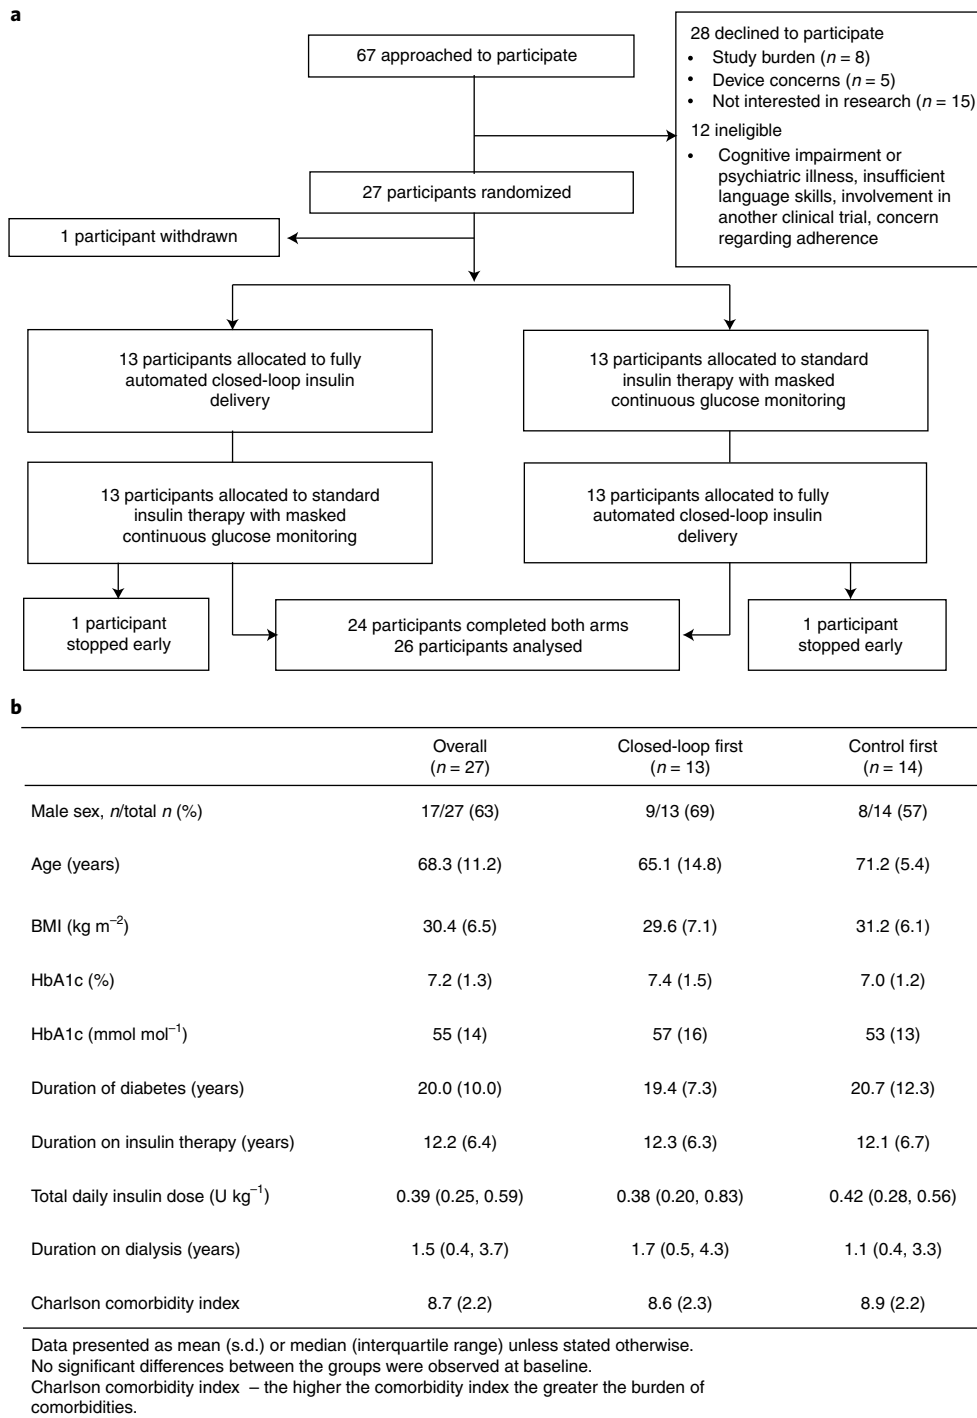 a
67 approached to participate
28 declined to participate
• Study burden (n = 8)
• Device concerns (n = 5)
• Not interested in research (n = 15)
12 ineligible
• Cognitive impairment or
psychiatric illness, insufficient
language skills, involvement in
another clinical trial, concern
regarding adherence
27 participants randomized
1 participant withdrawn
13 participants allocated to fully
automated closed-loop insulin
delivery
13 participants allocated to standard
insulin therapy with masked
continuous glucose monitoring
13 participants allocated to standard
insulin therapy with masked
continuous glucose monitoring
13 participants allocated to fully
automated closed-loop insulin
delivery
1 participant
stopped early
24 participants completed both arms
26 participants analysed
1 participant
stopped early
b
Overall Closed-loop first Control first
(n = 27) (n = 13) (n = 14)
Male sex, n/total n (%) 17/27 (63) 9/13 (69) 8/14 (57)
Age (years) 68.3 (11.2) 65.1 (14.8) 71.2 (5.4)
BMI (kg m⁻²) 30.4 (6.5) 29.6 (7.1) 31.2 (6.1)
HbA1c (%) 7.2 (1.3) 7.4 (1.5) 7.0 (1.2)
HbA1c (mmol mol⁻¹) 55 (14) 57 (16) 53 (13)
Duration of diabetes (years) 20.0 (10.0) 19.4 (7.3) 20.7 (12.3)
Duration on insulin therapy (years) 12.2 (6.4) 12.3 (6.3) 12.1 (6.7)
Total daily insulin dose (U kg⁻¹) 0.39 (0.25, 0.59) 0.38 (0.20, 0.83) 0.42 (0.28, 0.56)
Duration on dialysis (years) 1.5 (0.4, 3.7) 1.7 (0.5, 4.3) 1.1 (0.4, 3.3)
Charlson comorbidity index 8.7 (2.2) 8.6 (2.3) 8.9 (2.2)
Data presented as mean (s.d.) or median (interquartile range) unless stated otherwise.
No significant differences between the groups were observed at baseline.
Charlson comorbidity index – the higher the comorbidity index the greater the burden of
comorbidities.